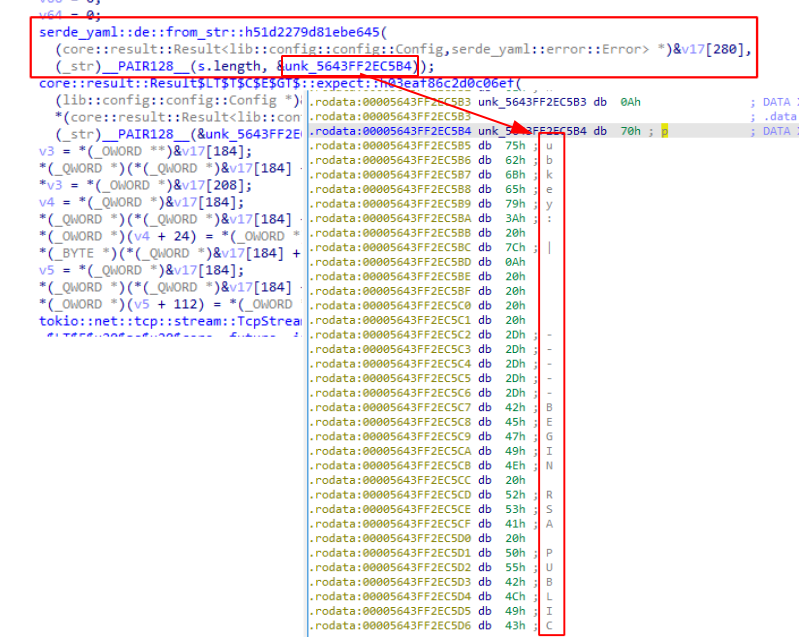 v64 = 0;
serde_yaml::de::from_str::h51d2279d81ebe645(
(core::result::Result<lib::config::config::Config,serde_yaml::error::Error> *)&v17[280],
(_str)__PAIR128__(s.length, &unk_5643FF2EC5B4));
core::result::Result$LT$T$C$E$GT$::expect::h03eaf86c2d0c06ef(
(lib::config::config::Config *)&
*(core::result::Result<lib::con
(_str)__PAIR128__(&unk_5643FF2E
v3 = *(_OWORD **)&v17[184];
*(_QWORD *)(*(_QWORD *)&v17[184] -
*v3 = *(_OWORD *)&v17[208];
v4 = *(_QWORD *)&v17[184];
*(_QWORD *)(*(_QWORD *)&v17[184] -
*(_OWORD *)(v4 + 24) = *(_OWORD *
*(_BYTE *)(*(_QWORD *)&v17[184] +
v5 = *(_QWORD *)&v17[184];
*(_QWORD *)(*(_QWORD *)&v17[184] -
*(_OWORD *)(v5 + 112) = *(_OWORD
tokio::net::tcp::stream::TcpStream
.rodata:00005643FF2EC5B3 unk_5643FF2EC5B3 db 0Ah ; DATA X
.rodata:00005643FF2EC5B3 ; .data
.rodata:00005643FF2EC5B4 unk_5643FF2EC5B4 db 70h ; p ; DATA X
.rodata:00005643FF2EC5B5 db 75h ; u
.rodata:00005643FF2EC5B6 db 62h ; b
.rodata:00005643FF2EC5B7 db 6Bh ; k
.rodata:00005643FF2EC5B8 db 65h ; e
.rodata:00005643FF2EC5B9 db 79h ; y
.rodata:00005643FF2EC5BA db 3Ah ; :
.rodata:00005643FF2EC5BB db 20h
.rodata:00005643FF2EC5BC db 7Ch ; |
.rodata:00005643FF2EC5BD db 0Ah
.rodata:00005643FF2EC5BE db 20h
.rodata:00005643FF2EC5BF db 20h
.rodata:00005643FF2EC5C0 db 20h
.rodata:00005643FF2EC5C1 db 20h
.rodata:00005643FF2EC5C2 db 2Dh ; -
.rodata:00005643FF2EC5C3 db 2Dh ; -
.rodata:00005643FF2EC5C4 db 2Dh ; -
.rodata:00005643FF2EC5C5 db 2Dh ; -
.rodata:00005643FF2EC5C6 db 2Dh ; -
.rodata:00005643FF2EC5C7 db 42h ; B
.rodata:00005643FF2EC5C8 db 45h ; E
.rodata:00005643FF2EC5C9 db 47h ; G
.rodata:00005643FF2EC5CA db 49h ; I
.rodata:00005643FF2EC5CB db 4Eh ; N
.rodata:00005643FF2EC5CC db 20h
.rodata:00005643FF2EC5CD db 52h ; R
.rodata:00005643FF2EC5CE db 53h ; S
.rodata:00005643FF2EC5CF db 41h ; A
.rodata:00005643FF2EC5D0 db 20h
.rodata:00005643FF2EC5D1 db 50h ; P
.rodata:00005643FF2EC5D2 db 55h ; U
.rodata:00005643FF2EC5D3 db 42h ; B
.rodata:00005643FF2EC5D4 db 4Ch ; L
.rodata:00005643FF2EC5D5 db 49h ; I
.rodata:00005643FF2EC5D6 db 43h ; C